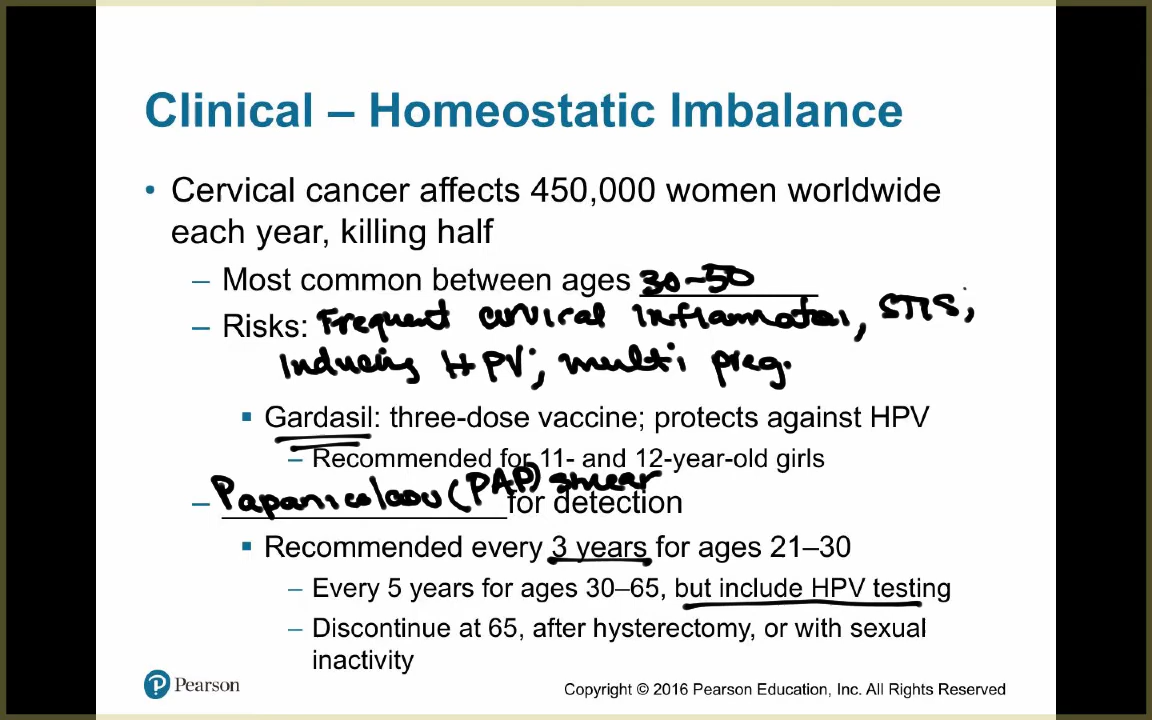 Clinical – Homeostatic Imbalance
• Cervical cancer affects 450,000 women worldwide
each year, killing half
– Most common between ages 30-50
– Risks: Frequent cervical inflammation, STIS,
HPV; multi preg.
▪ Gardasil: three-dose vaccine; protects against HPV
– Recommended for 11- and 12-year-old girls
– Papanicolaou (PAP) smear for detection
▪ Recommended every 3 years for ages 21–30
– Every 5 years for ages 30–65, but include HPV testing
– Discontinue at 65, after hysterectomy, or with sexual
inactivity
Pearson
Copyright © 2016 Pearson Education, Inc. All Rights Reserved